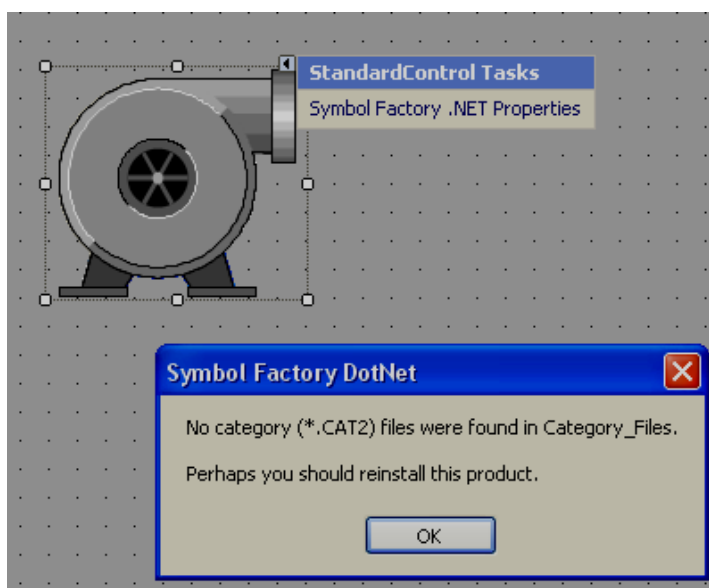 StandardControl Tasks
Symbol Factory .NET Properties
Symbol Factory DotNet
No category (*.CAT2) files were found in Category_Files.
Perhaps you should reinstall this product.
OK